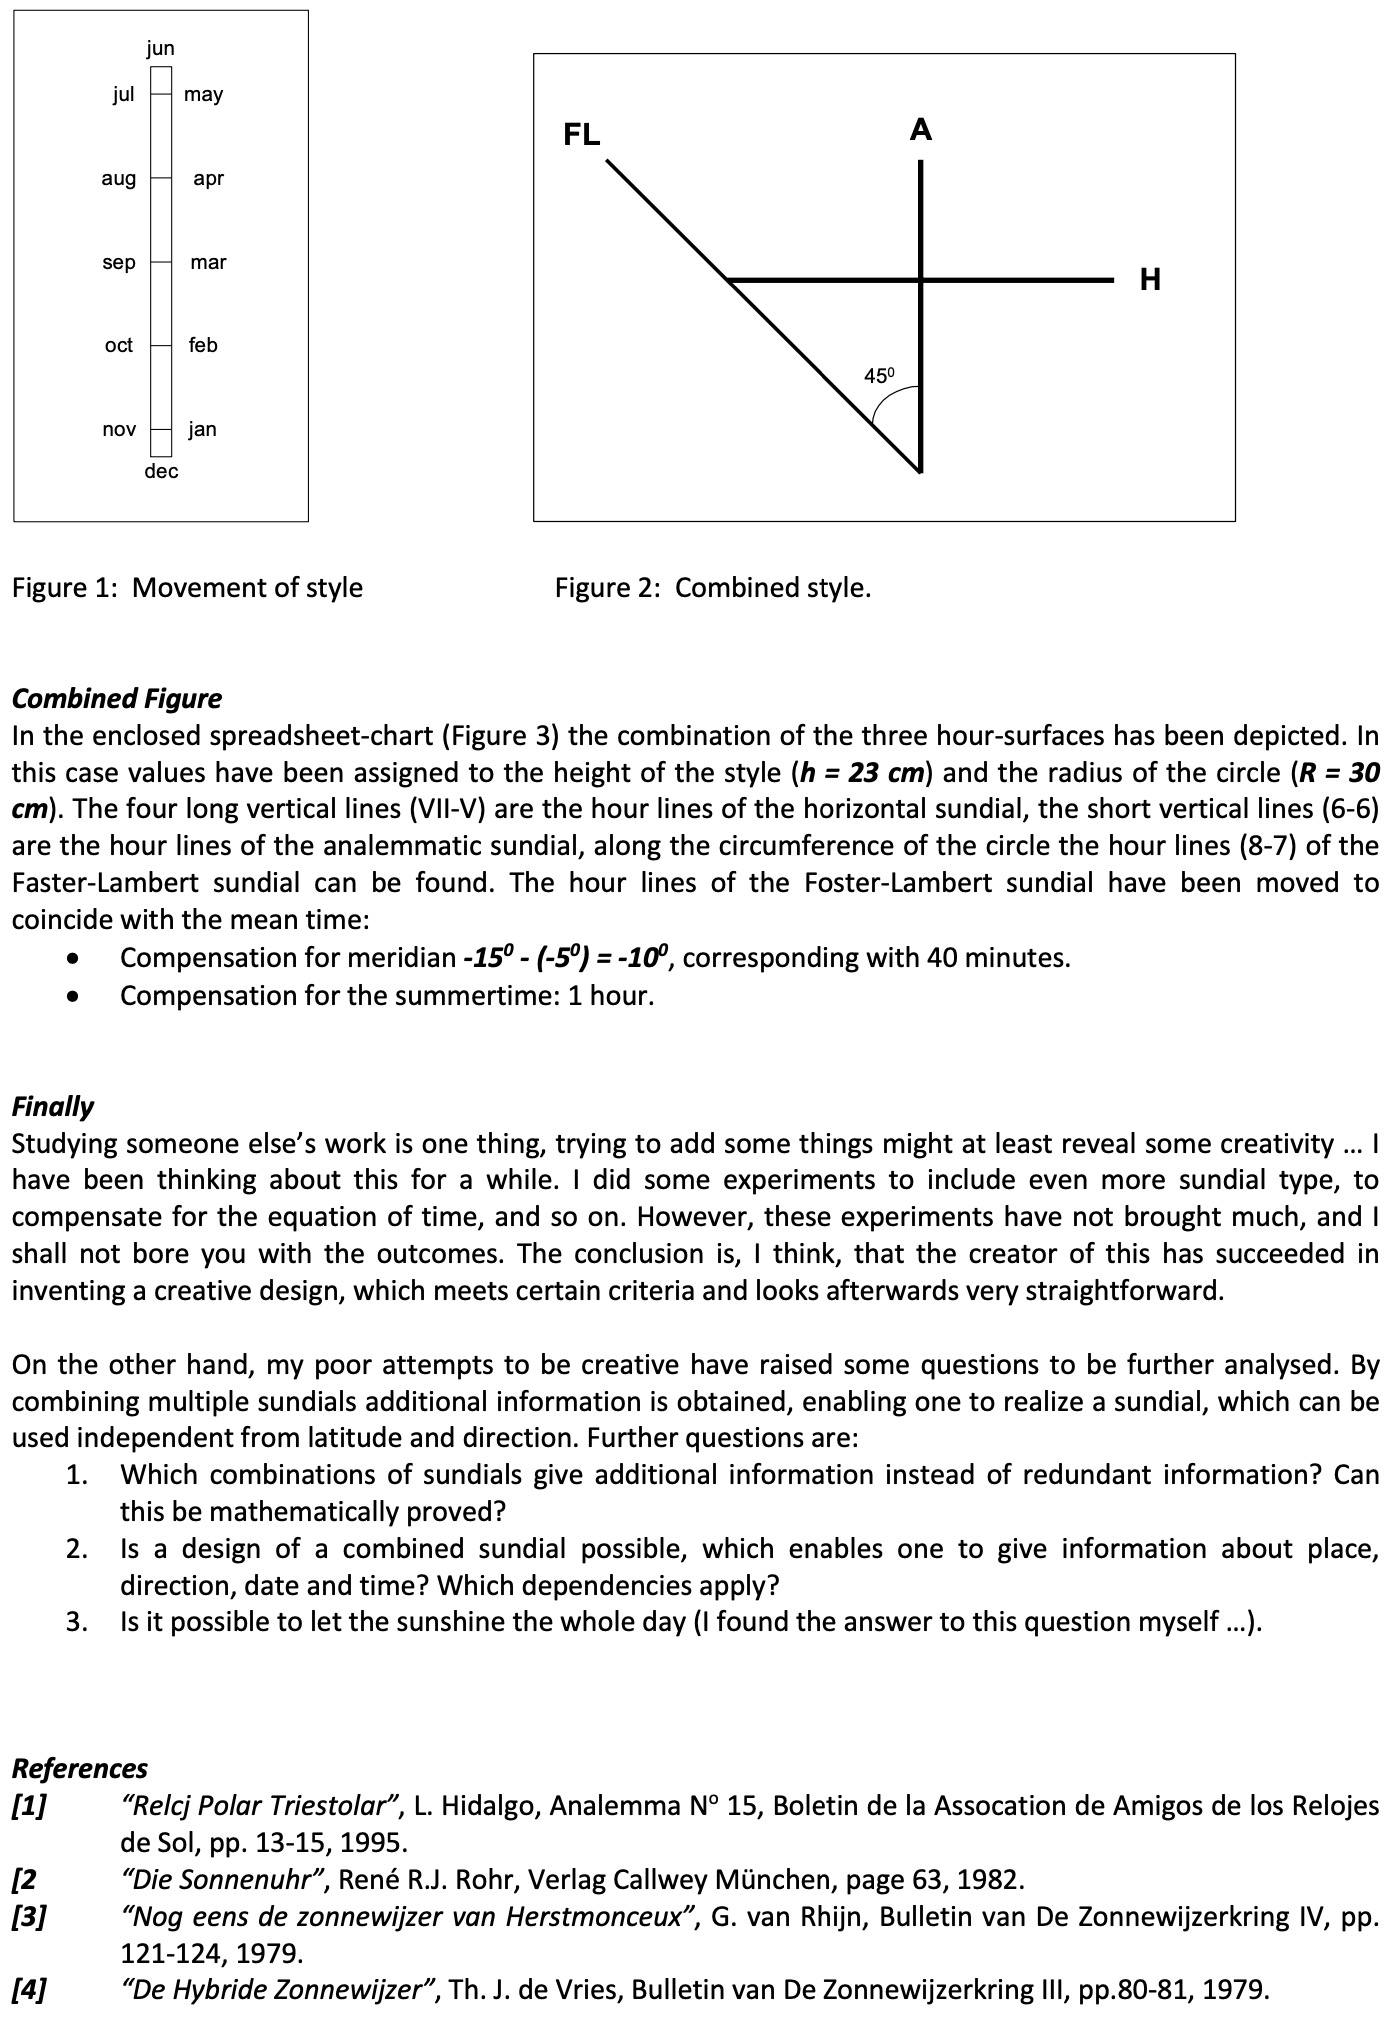 jun
jul may
aug apr
sep mar
oct feb
nov jan
dec
FL
A
H
45⁰
Figure 1: Movement of style
Figure 2: Combined style.
Combined Figure
In the enclosed spreadsheet-chart (Figure 3) the combination of the three hour-surfaces has been depicted. In
this case values have been assigned to the height of the style (h = 23 cm) and the radius of the circle (R = 30
cm). The four long vertical lines (VII-V) are the hour lines of the horizontal sundial, the short vertical lines (6-6)
are the hour lines of the analemmatic sundial, along the circumference of the circle the hour lines (8-7) of the
Faster-Lambert sundial can be found. The hour lines of the Foster-Lambert sundial have been moved to
coincide with the mean time:
• Compensation for meridian -15⁰ - (-5⁰) = -10⁰, corresponding with 40 minutes.
• Compensation for the summertime: 1 hour.
Finally
Studying someone else’s work is one thing, trying to add some things might at least reveal some creativity ... I
have been thinking about this for a while. I did some experiments to include even more sundial type, to
compensate for the equation of time, and so on. However, these experiments have not brought much, and I
shall not bore you with the outcomes. The conclusion is, I think, that the creator of this has succeeded in
inventing a creative design, which meets certain criteria and looks afterwards very straightforward.
On the other hand, my poor attempts to be creative have raised some questions to be further analysed. By
combining multiple sundials additional information is obtained, enabling one to realize a sundial, which can be
used independent from latitude and direction. Further questions are:
1. Which combinations of sundials give additional information instead of redundant information? Can
this be mathematically proved?
2. Is a design of a combined sundial possible, which enables one to give information about place,
direction, date and time? Which dependencies apply?
3. Is it possible to let the sunshine the whole day (I found the answer to this question myself ...).
References
[1] “Relcj Polar Triestolar”, L. Hidalgo, Analemma Nº 15, Boletin de la Assocation de Amigos de los Relojes
de Sol, pp. 13-15, 1995.
[2 “Die Sonnenuhr”, René R.J. Rohr, Verlag Callwey München, page 63, 1982.
[3] “Nog eens de zonnewijzer van Herstmonceux”, G. van Rhijn, Bulletin van De Zonnewijzerkring IV, pp.
121-124, 1979.
[4] “De Hybride Zonnewijzer”, Th. J. de Vries, Bulletin van De Zonnewijzerkring III, pp.80-81, 1979.